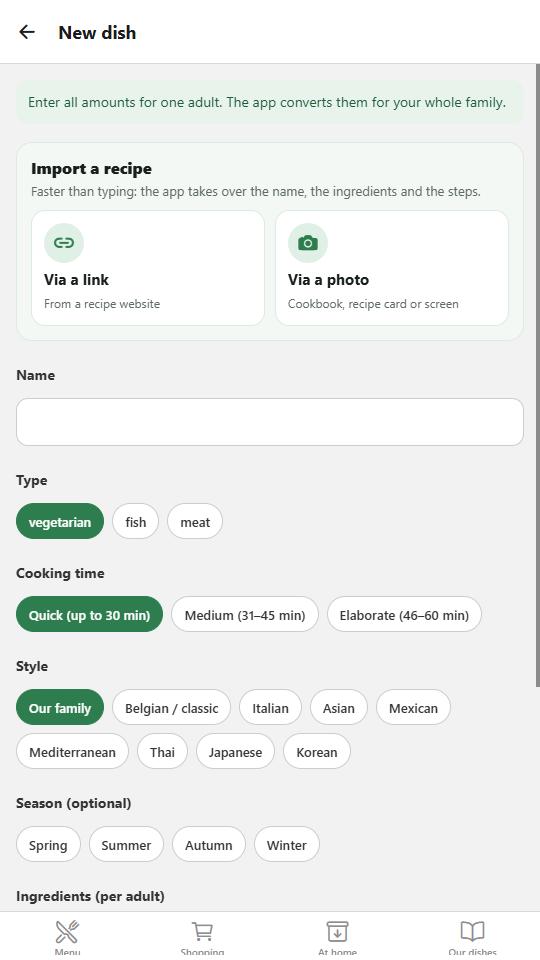 New dish
Enter all amounts for one adult. The app converts them for your whole family.
Import a recipe
Faster than typing: the app takes over the name, the ingredients and the steps.
Via a link
From a recipe website
Via a photo
Cookbook, recipe card or screen
Name
Type
vegetarian
fish
meat
Cooking time
Quick (up to 30 min)
Medium (31–45 min)
Elaborate (46–60 min)
Style
Our family
Belgian / classic
Italian
Asian
Mexican
Mediterranean
Thai
Japanese
Korean
Season (optional)
Spring
Summer
Autumn
Winter
Ingredients (per adult)
Menu
Shopping
At home
Our dishes